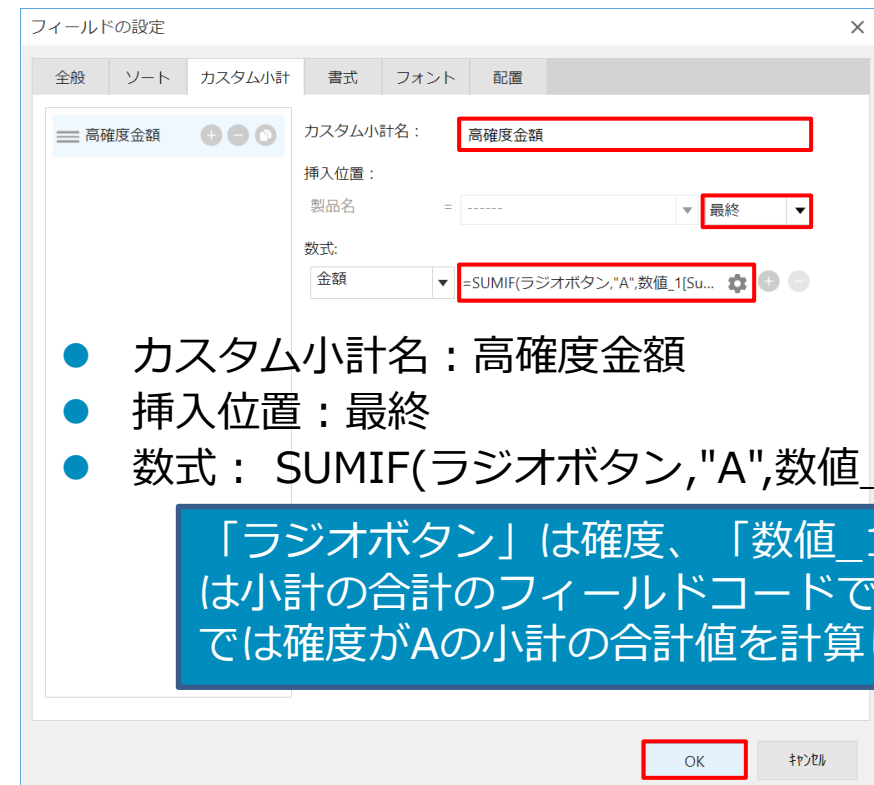 フィールドの設定
全般 ソート カスタム小計 書式 フォント 配置
高確度金額
カスタム小計名： 高確度金額
挿入位置：
製品名 = ------ 最終
数式:
金額 =SUMIF(ラジオボタン,"A",数値_1[Su...
● カスタム小計名：高確度金額
● 挿入位置：最終
● 数式： SUMIF(ラジオボタン,"A",数値_
「ラジオボタン」は確度、「数値_1
は小計の合計のフィールドコードで
では確度がAの小計の合計値を計算し
OK ｷｬﾝｾﾙ